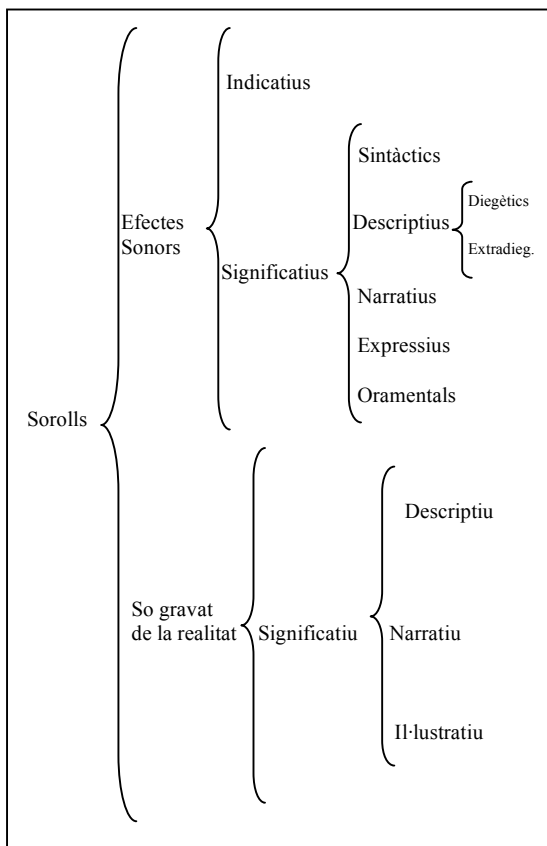 Indicatius
Sintàctics
Diegètics
Efectes
Sonors
Descriptius
Extradieg.
Significatius
Narratius
Expressius
Oramentals
Sorolls
Descriptiu
So gravat
de la realitat
Significatiu
Narratiu
Il·lustratiu